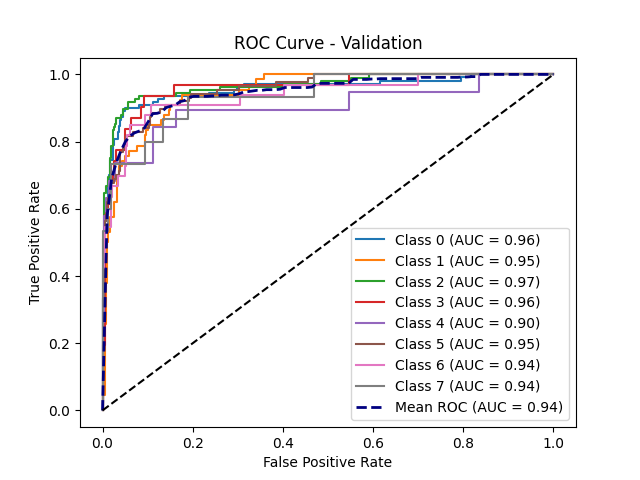 ROC Curve - Validation
True Positive Rate
1.0
0.8
0.6
0.4
0.2
0.0
Class 0 (AUC = 0.96)
Class 1 (AUC = 0.95)
Class 2 (AUC = 0.97)
Class 3 (AUC = 0.96)
Class 4 (AUC = 0.90)
Class 5 (AUC = 0.95)
Class 6 (AUC = 0.94)
Class 7 (AUC = 0.94)
Mean ROC (AUC = 0.94)
0.0 0.2 0.4 0.6 0.8 1.0
False Positive Rate